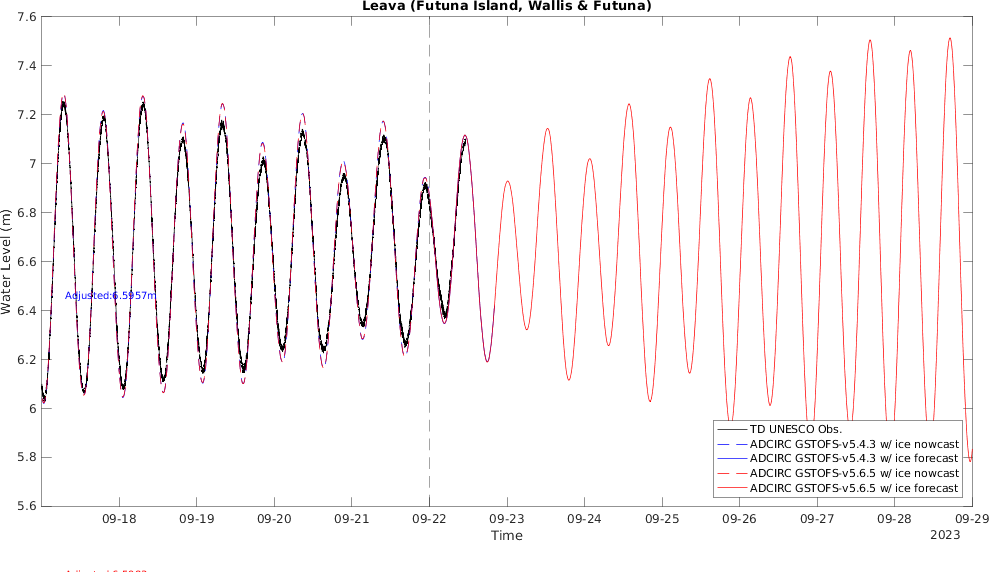 Leava (Futuna Island, Wallis & Futuna)
7.6
7.4
7.2
7
6.8
6.6
6.4
6.2
6
5.8
5.6
Water Level (m)
Adjusted:6.5957m
TD UNESCO Obs.
ADCIRC GSTOFS-v5.4.3 w/ ice nowcast
ADCIRC GSTOFS-v5.4.3 w/ ice forecast
ADCIRC GSTOFS-v5.6.5 w/ ice nowcast
ADCIRC GSTOFS-v5.6.5 w/ ice forecast
09-18 09-19 09-20 09-21 09-22 09-23 09-24 09-25 09-26 09-27 09-28 09-29
Time
2023